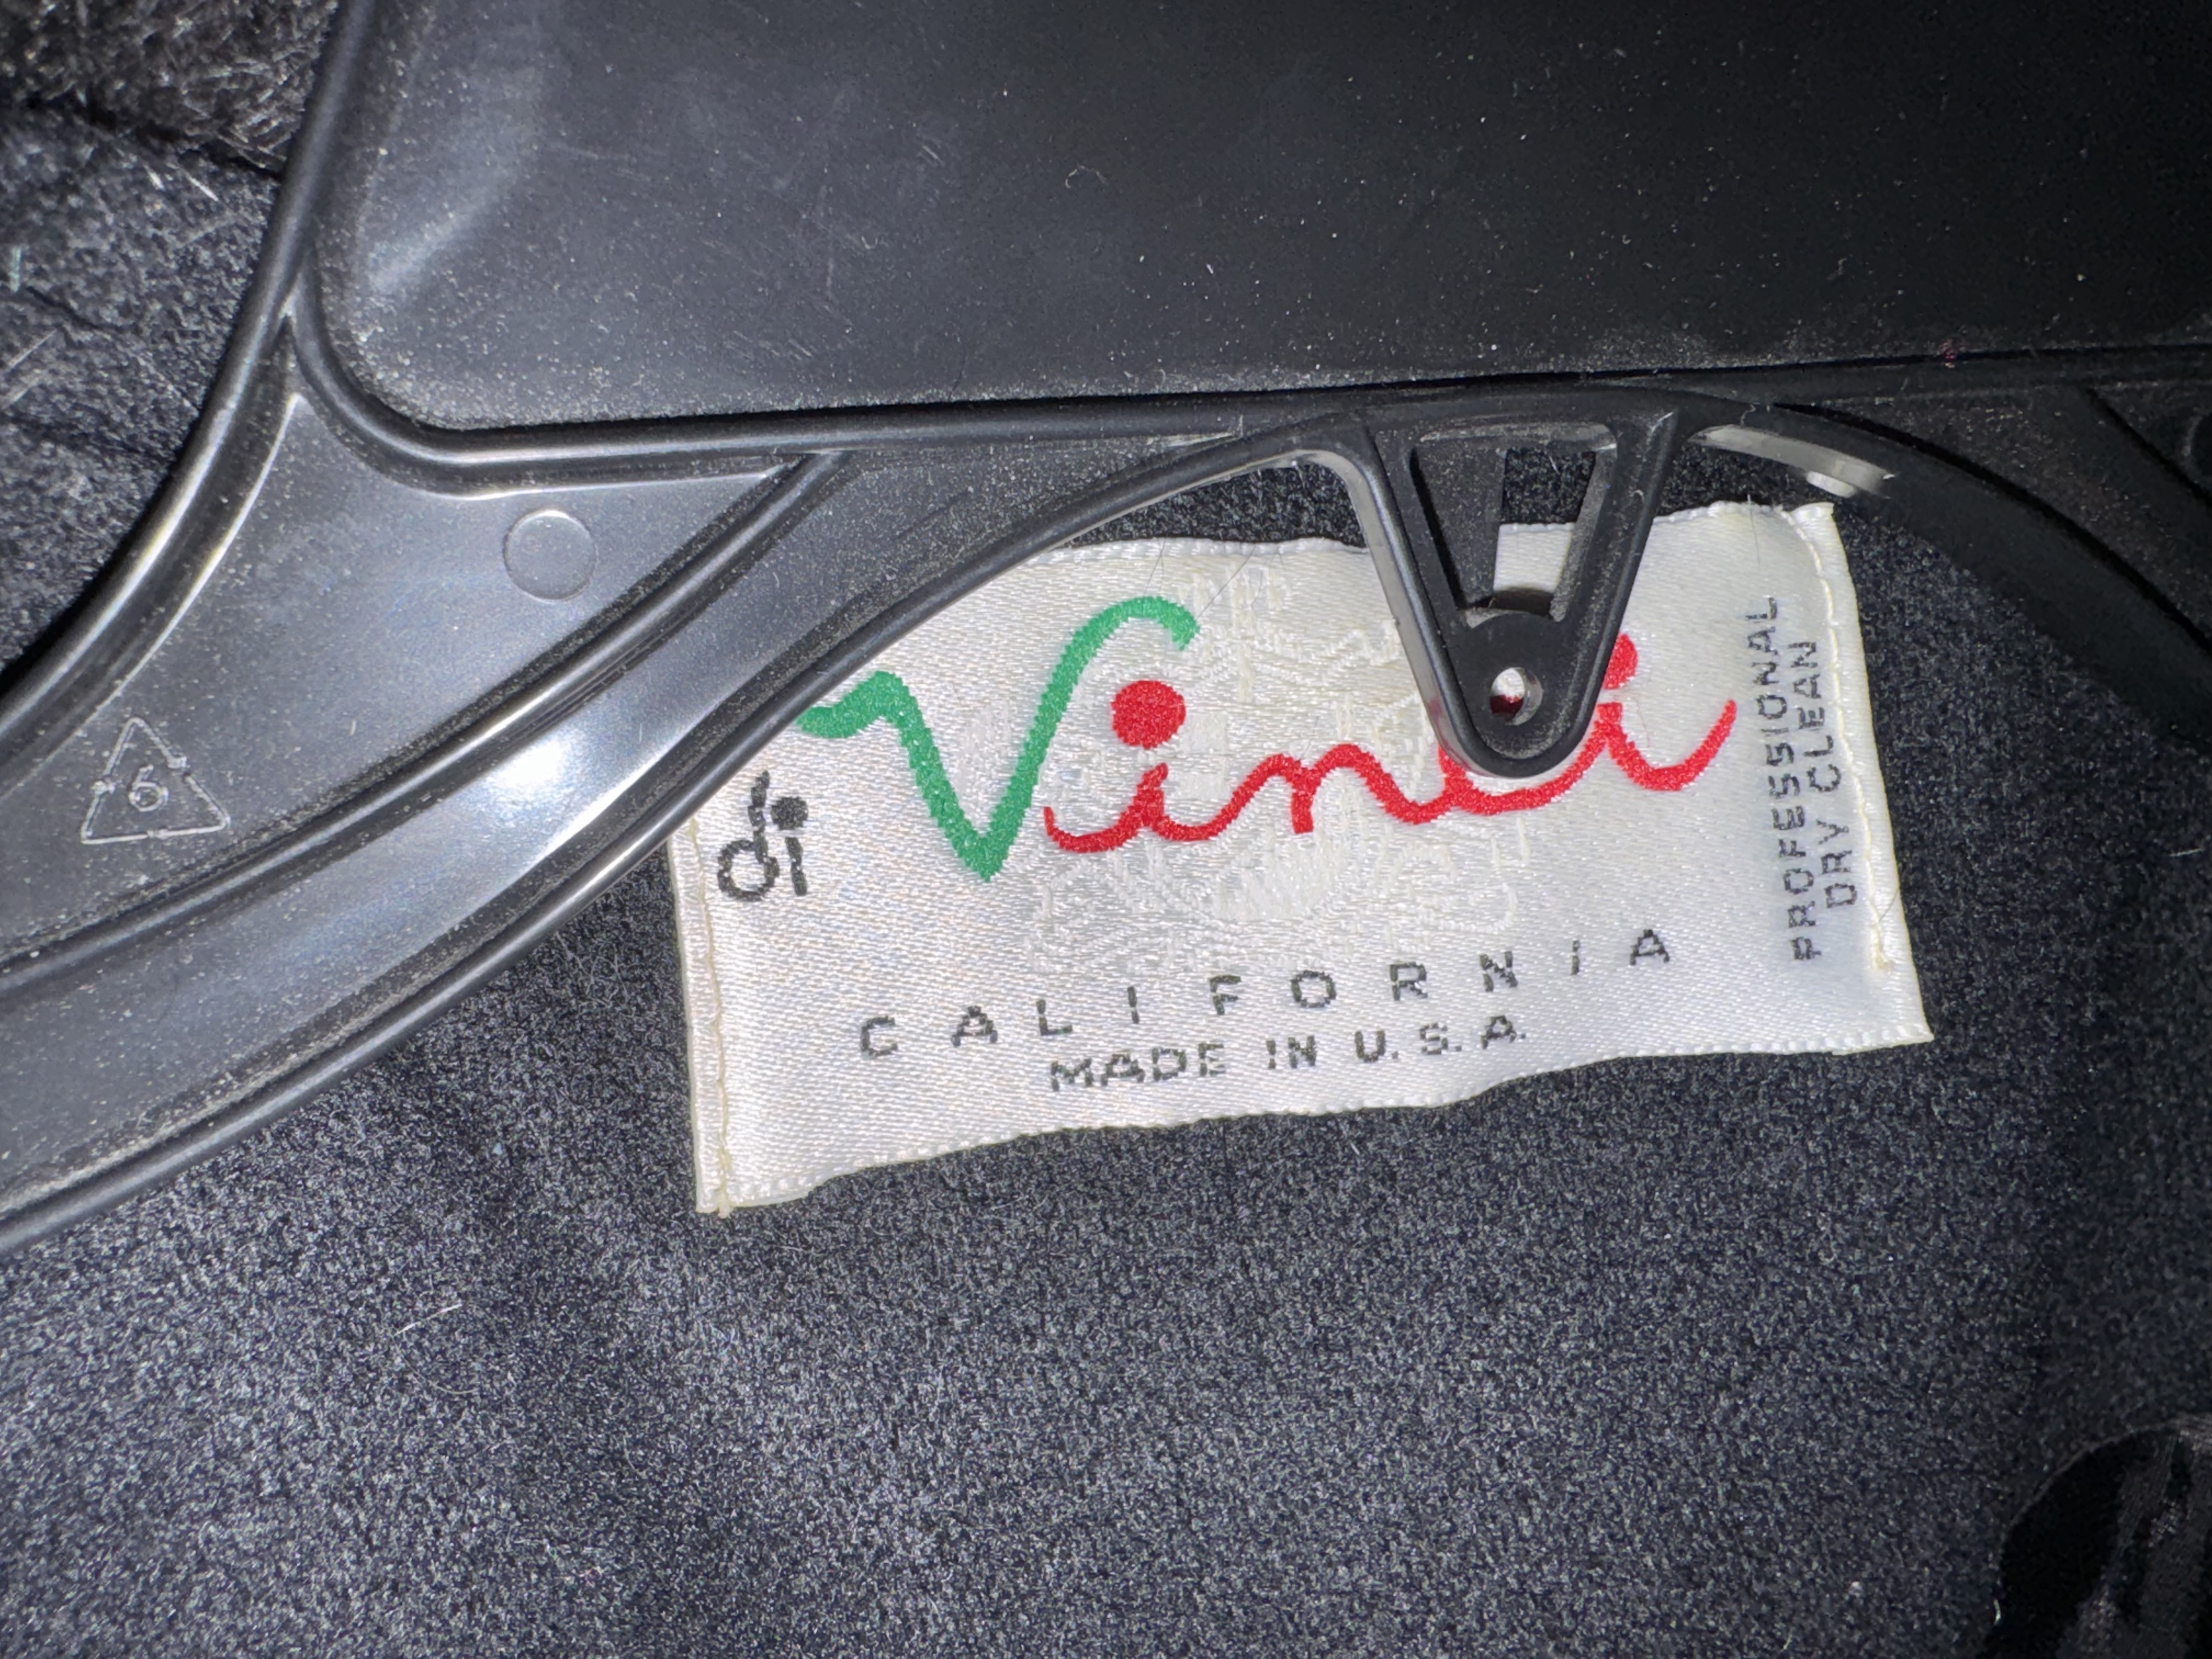 di Vinci
CALIFORNIA
MADE IN U.S.A.
PROFESSIONAL
DRY CLEAN
6